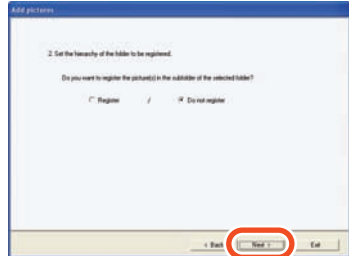 Add pictures
2. Set the hierarchy of the folder to be registered.
Do you want to register the picture(s) in the subfolder of the selected folder?
Register / Do not register
< Back Next > Exit